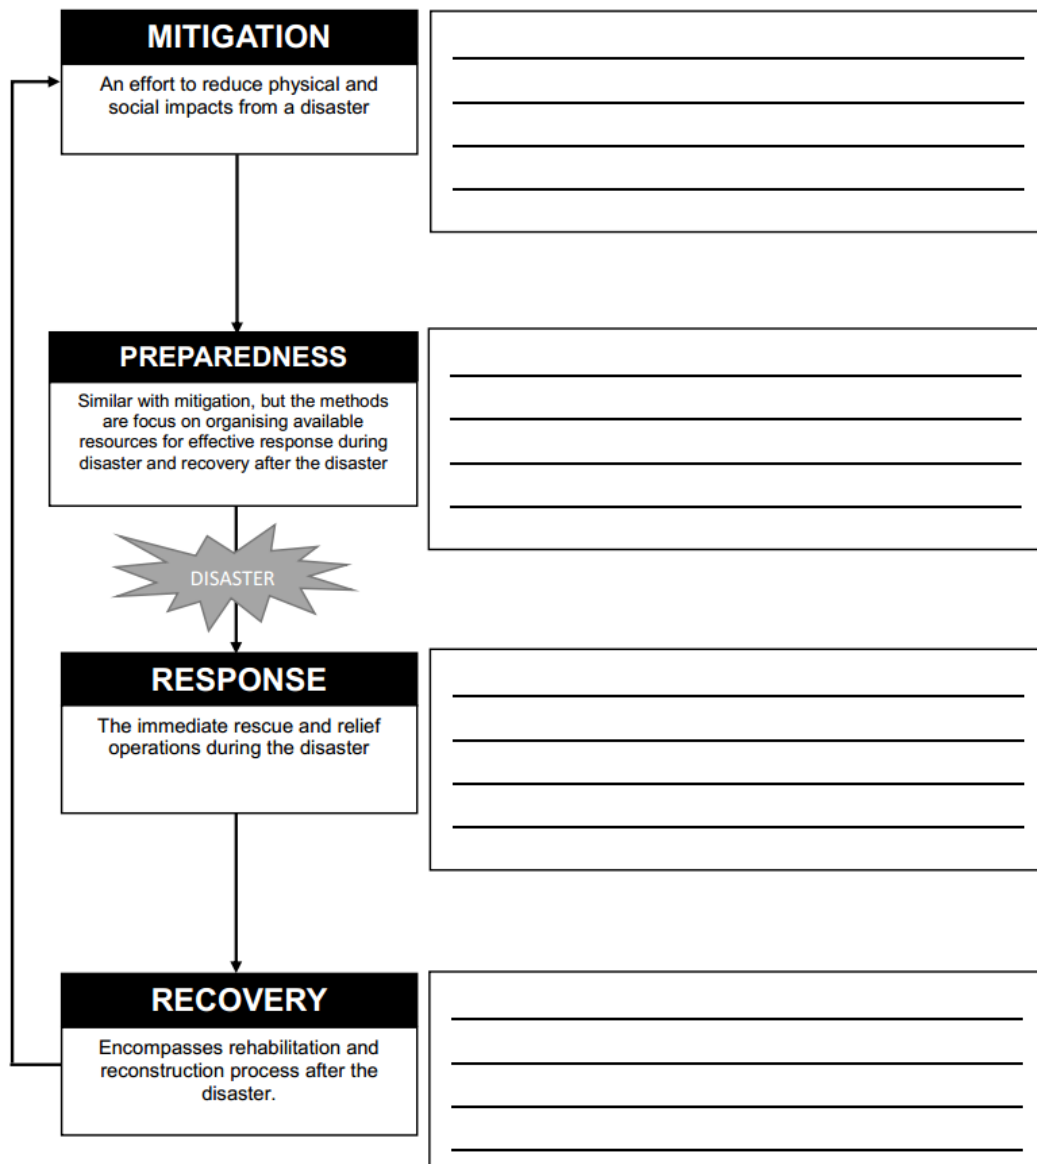 MITIGATION
An effort to reduce physical and
social impacts from a disaster
PREPAREDNESS
Similar with mitigation, but the methods
are focus on organising available
resources for effective response during
disaster and recovery after the disaster
DISASTER
RESPONSE
The immediate rescue and relief
operations during the disaster
RECOVERY
Encompasses rehabilitation and
reconstruction process after the
disaster.